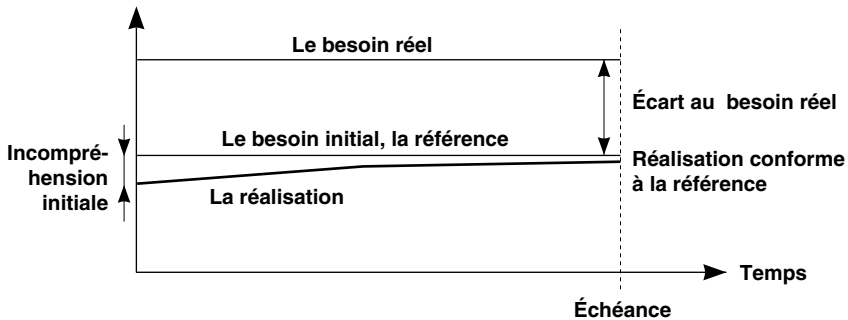 Le besoin réel
Écart au besoin réel
Le besoin initial, la référence
Incompré-
hension
initiale
Réalisation conforme
à la référence
La réalisation
Temps
Échéance